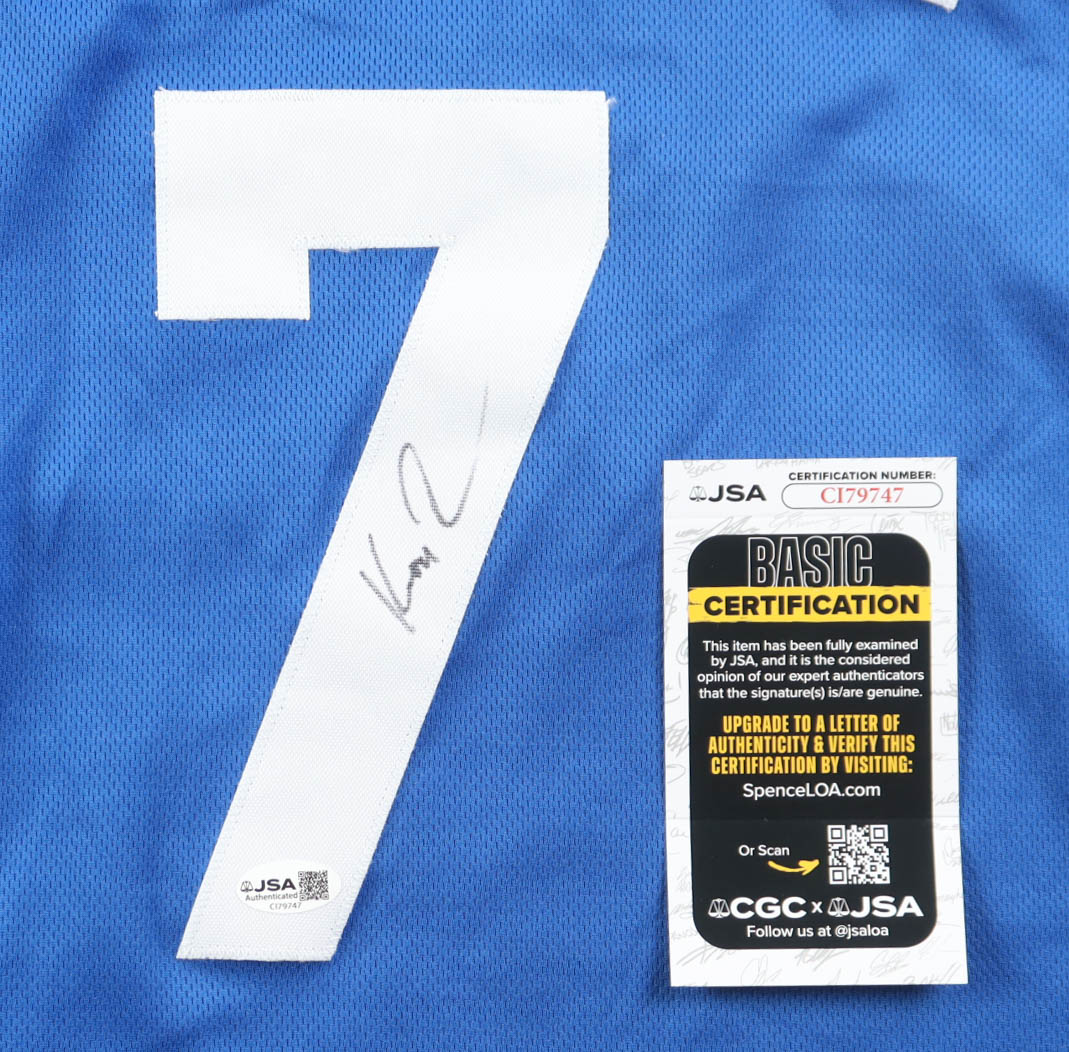 7
JSA
Authenticated
CI79747
JSA
CERTIFICATION NUMBER:
CI79747
BASIC
CERTIFICATION
This item has been fully examined
by JSA, and it is the considered
opinion of our expert authenticators
that the signature(s) is/are genuine.
UPGRADE TO A LETTER OF
AUTHENTICITY & VERIFY THIS
CERTIFICATION BY VISITING:
SpenceLOA.com
Or Scan
CGC x JSA
Follow us at @jsaloa